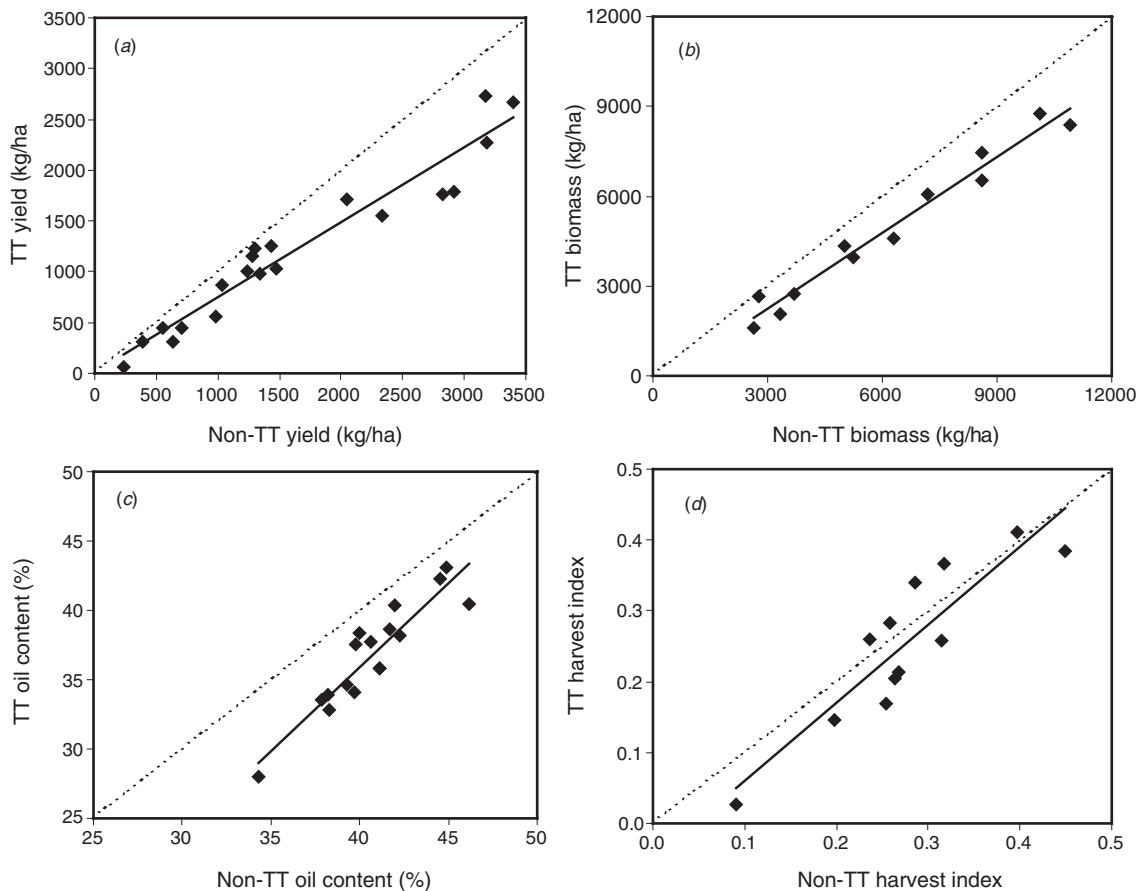 3500
(a)
3000
2500
2000
1500
1000
500
0
TT yield (kg/ha)
0 500 1000 1500 2000 2500 3000 3500
Non-TT yield (kg/ha)
12000
(b)
9000
6000
3000
0
TT biomass (kg/ha)
0 3000 6000 9000 12000
Non-TT biomass (kg/ha)
50
(c)
45
40
35
30
25
TT oil content (%)
25 30 35 40 45 50
Non-TT oil content (%)
0.5
(d)
0.4
0.3
0.2
0.1
0.0
TT harvest index
0.0 0.1 0.2 0.3 0.4 0.5
Non-TT harvest index